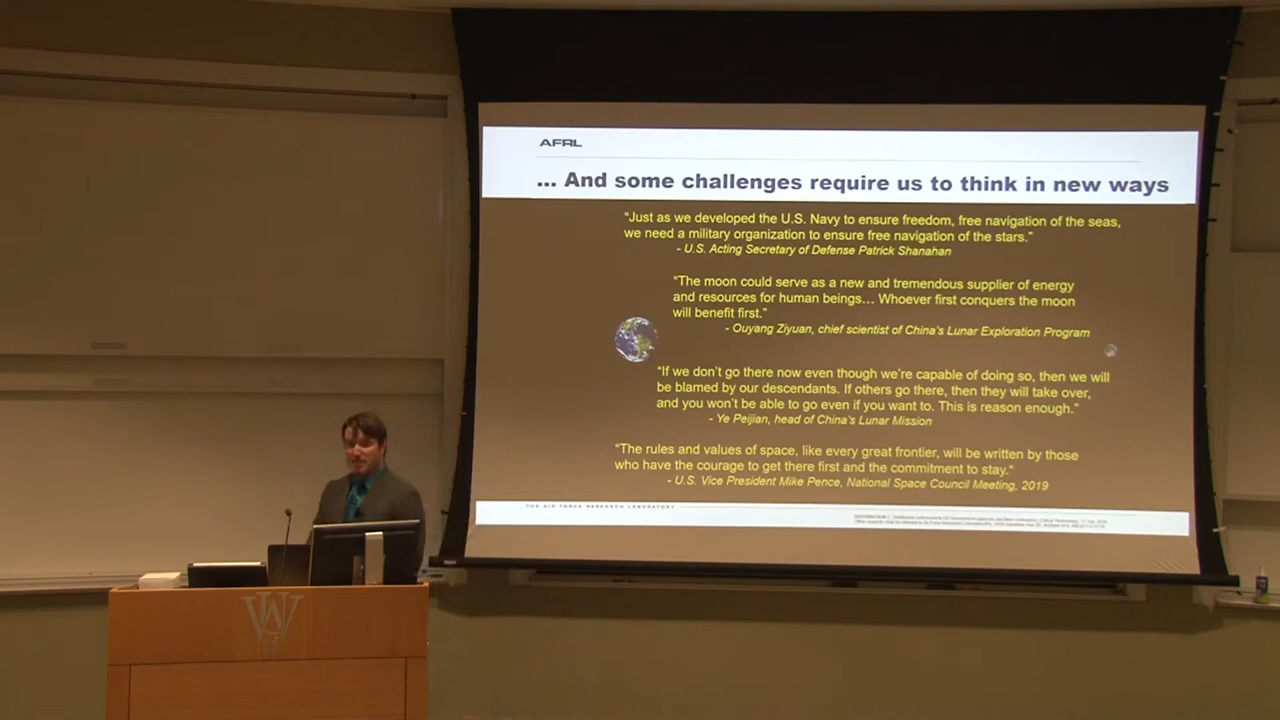 AFRL
... And some challenges require us to think in new ways
"Just as we developed the U.S. Navy to ensure freedom, free navigation of the seas,
we need a military organization to ensure free navigation of the stars."
- U.S. Acting Secretary of Defense Patrick Shanahan
"The moon could serve as a new and tremendous supplier of energy
and resources for human beings... Whoever first conquers the moon
will benefit first."
- Ouyang Ziyuan, chief scientist of China's Lunar Exploration Program
"If we don't go there now even though we're capable of doing so, then we will
be blamed by our descendants. If others go there, then they will take over,
and you won't be able to go even if you want to. This is reason enough."
- Ye Peijian, head of China's Lunar Mission
"The rules and values of space, like every great frontier, will be written by those
who have the courage to get there first and the commitment to stay."
- U.S. Vice President Mike Pence, National Space Council Meeting, 2019
THE AIR FORCE RESEARCH LABORATORY
W